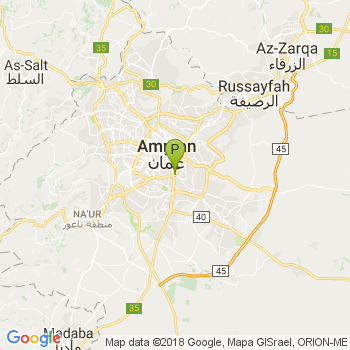 35
30
Az-Zarqa
الزرقاء
As-Salt
السلط
30
Russayfah
الرصيفة
P
Amman
عمان
45
NA'UR
منطقة ناعور
40
45
35
Madaba
مادبا
Google
Map data ©2018 Google, Mapa GISrael, ORION-ME